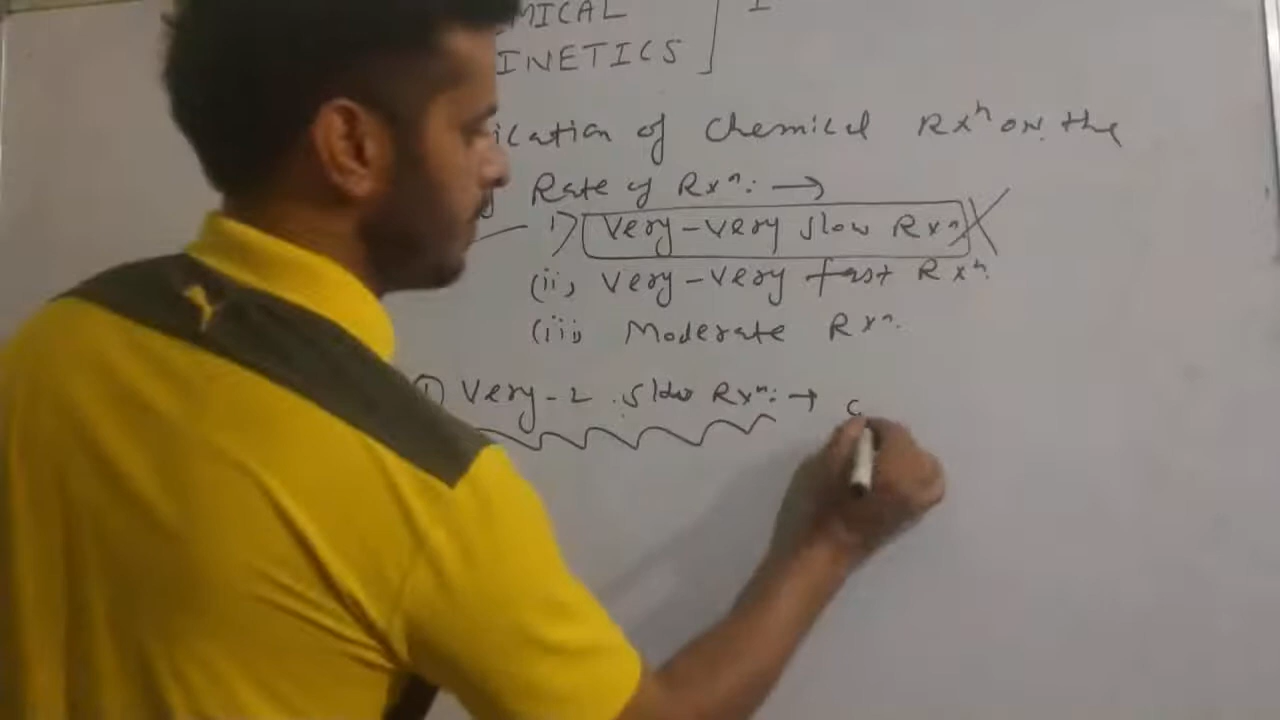 MICAL I
INETICS ]
ication of Chemical Rxⁿ on the
Rate of Rxⁿ: →
i) Very-Very slow Rxⁿ
(ii) Very-Very fast Rxⁿ.
(iii) Moderate Rxⁿ.
① Very-2 slow Rxⁿ: →